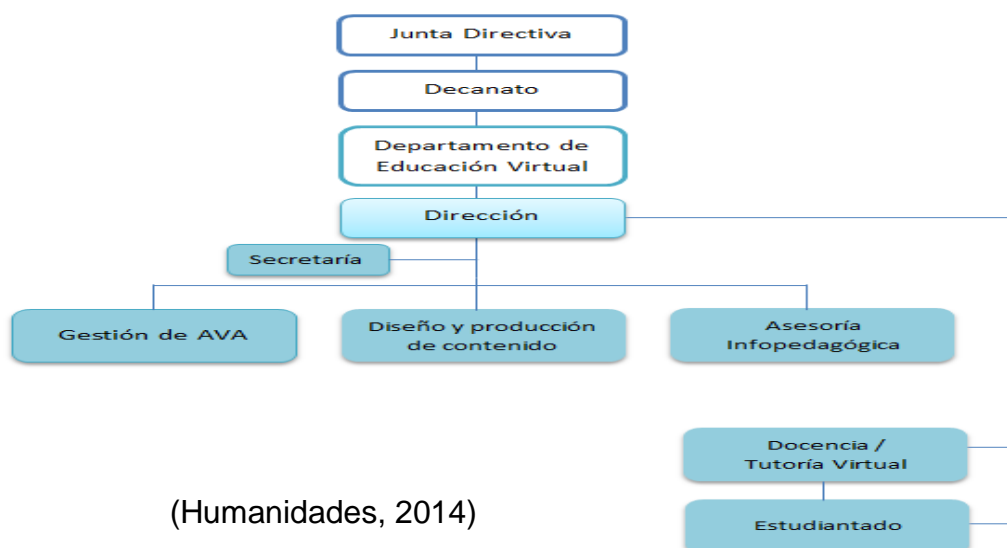 Junta Directiva
Decanato
Departamento de
Educación Virtual
Dirección
Secretaría
Gestión de AVA
Diseño y producción
de contenido
Asesoría
Infopedagógica
Docencia /
Tutoría Virtual
Estudiantado
(Humanidades, 2014)